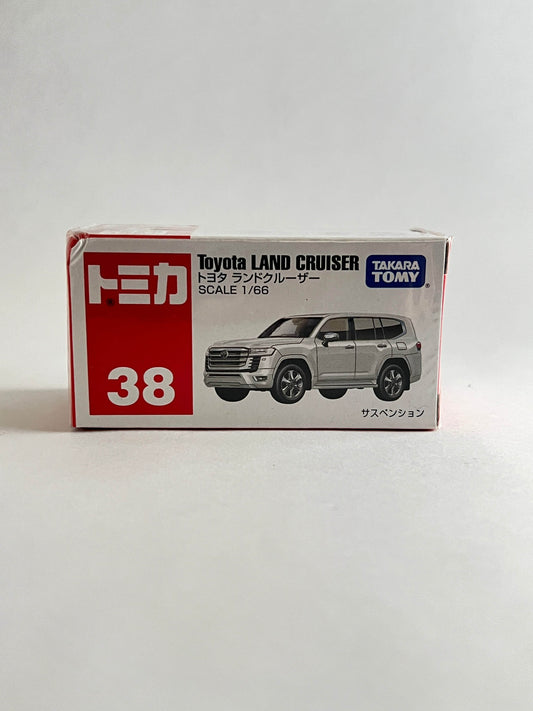 トミカ
®
38
Toyota LAND CRUISER
トヨタ ランドクルーザー
SCALE 1/66
TAKARA
TOMY®
サスペンション